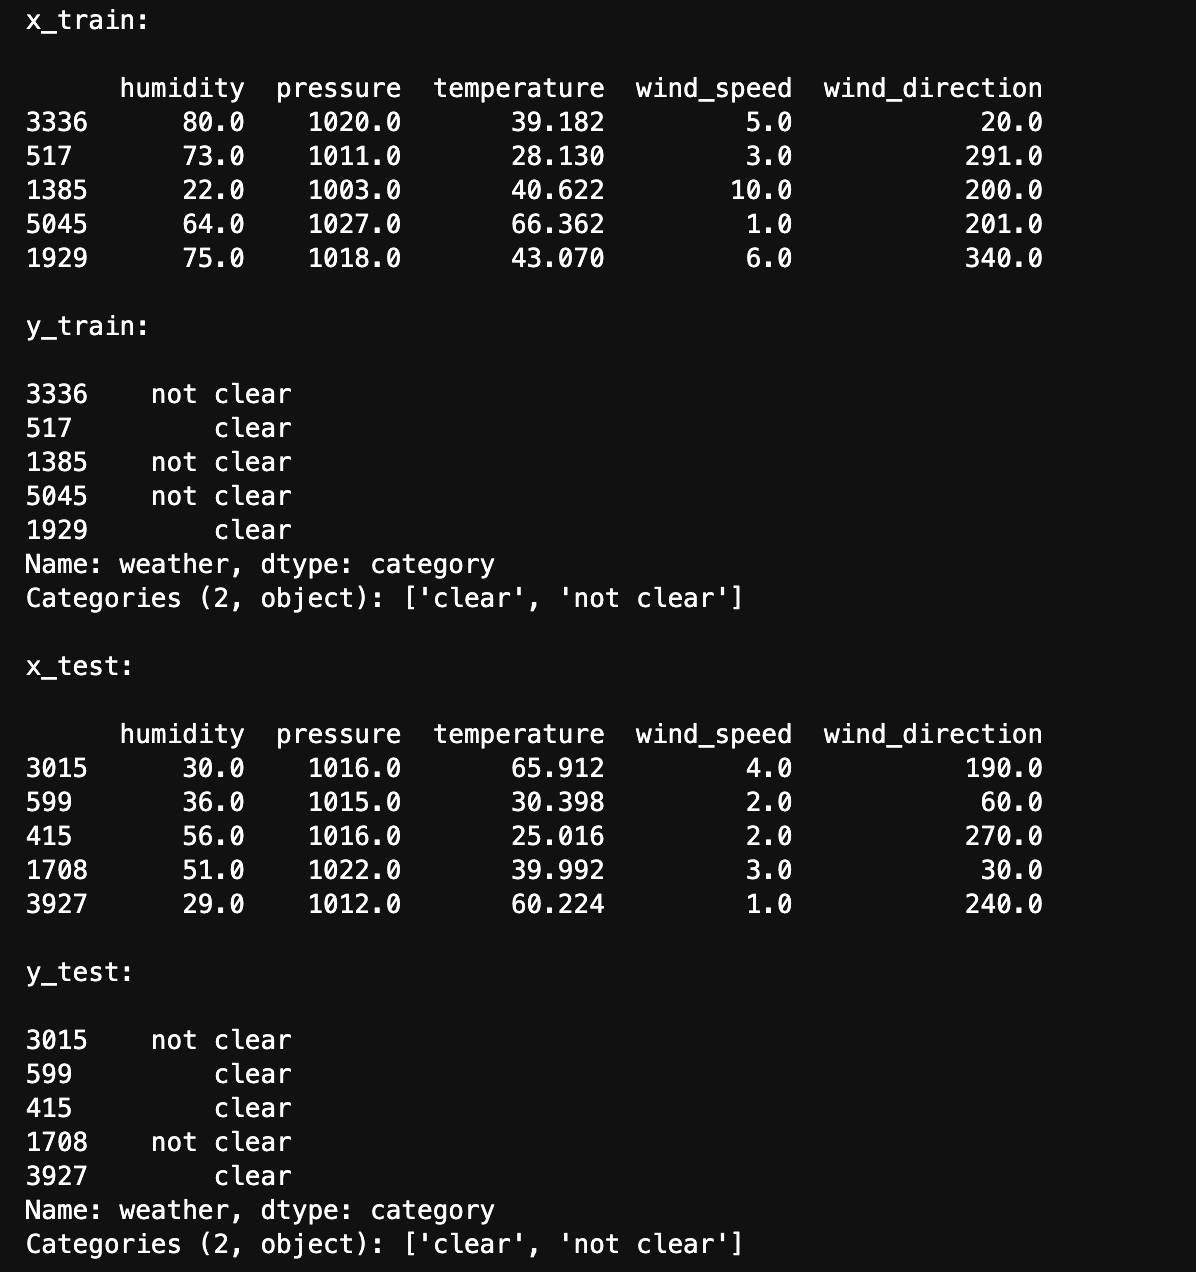 x_train:
humidity pressure temperature wind_speed wind_direction
3336 80.0 1020.0 39.182 5.0 20.0
517 73.0 1011.0 28.130 3.0 291.0
1385 22.0 1003.0 40.622 10.0 200.0
5045 64.0 1027.0 66.362 1.0 201.0
1929 75.0 1018.0 43.070 6.0 340.0
y_train:
3336 not clear
517 clear
1385 not clear
5045 not clear
1929 clear
Name: weather, dtype: category
Categories (2, object): ['clear', 'not clear']
x_test:
humidity pressure temperature wind_speed wind_direction
3015 30.0 1016.0 65.912 4.0 190.0
599 36.0 1015.0 30.398 2.0 60.0
415 56.0 1016.0 25.016 2.0 270.0
1708 51.0 1022.0 39.992 3.0 30.0
3927 29.0 1012.0 60.224 1.0 240.0
y_test:
3015 not clear
599 clear
415 clear
1708 not clear
3927 clear
Name: weather, dtype: category
Categories (2, object): ['clear', 'not clear']